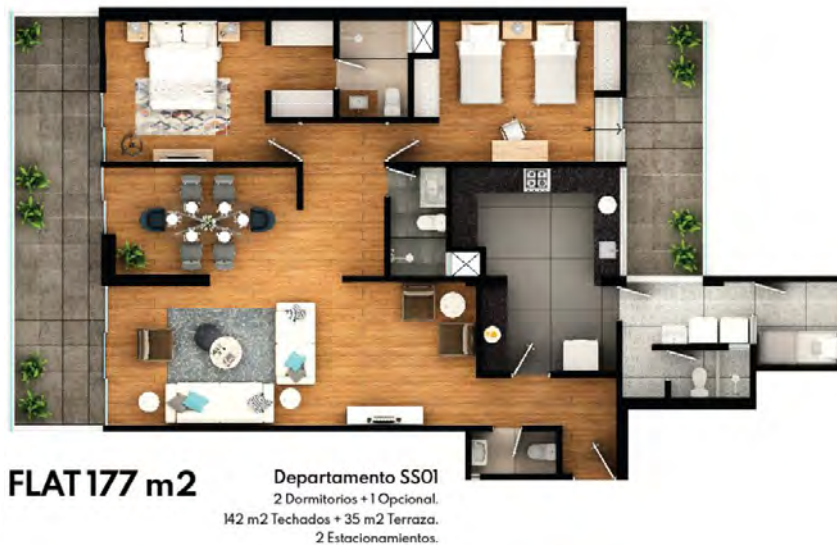 FLAT 177 m2
Departamento SS01
2 Dormitorios + 1 Opcional.
142 m2 Techados + 35 m2 Terraza.
2 Estacionamientos.